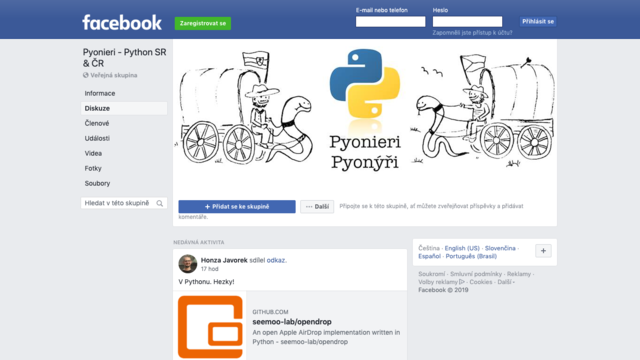 facebook
Zaregistrovat se
E-mail nebo telefon
Heslo
Přihlásit se
Zapomněli jste přístup k účtu?
Pyonieri - Python SR
& ČR
Veřejná skupina
Informace
Diskuze
Členové
Události
Videa
Fotky
Soubory
Hledat v této skupině
Pyonieri
Pyonýři
+ Přidat se ke skupině
··· Další
Připojte se k této skupině, ať můžete zveřejňovat příspěvky a přidávat
komentáře.
NEDÁVNÁ AKTIVITA
Honza Javorek sdílel odkaz.
17 hod
V Pythonu. Hezky!
GITHUB.COM
seemoo-lab/opendrop
An open Apple AirDrop implementation written in
Python - seemoo-lab/opendrop
Čeština · English (US) · Slovenčina ·
Español · Português (Brasil)
Soukromí · Smluvní podmínky · Reklamy ·
Volby reklamy · Cookies · Další
Facebook © 2019